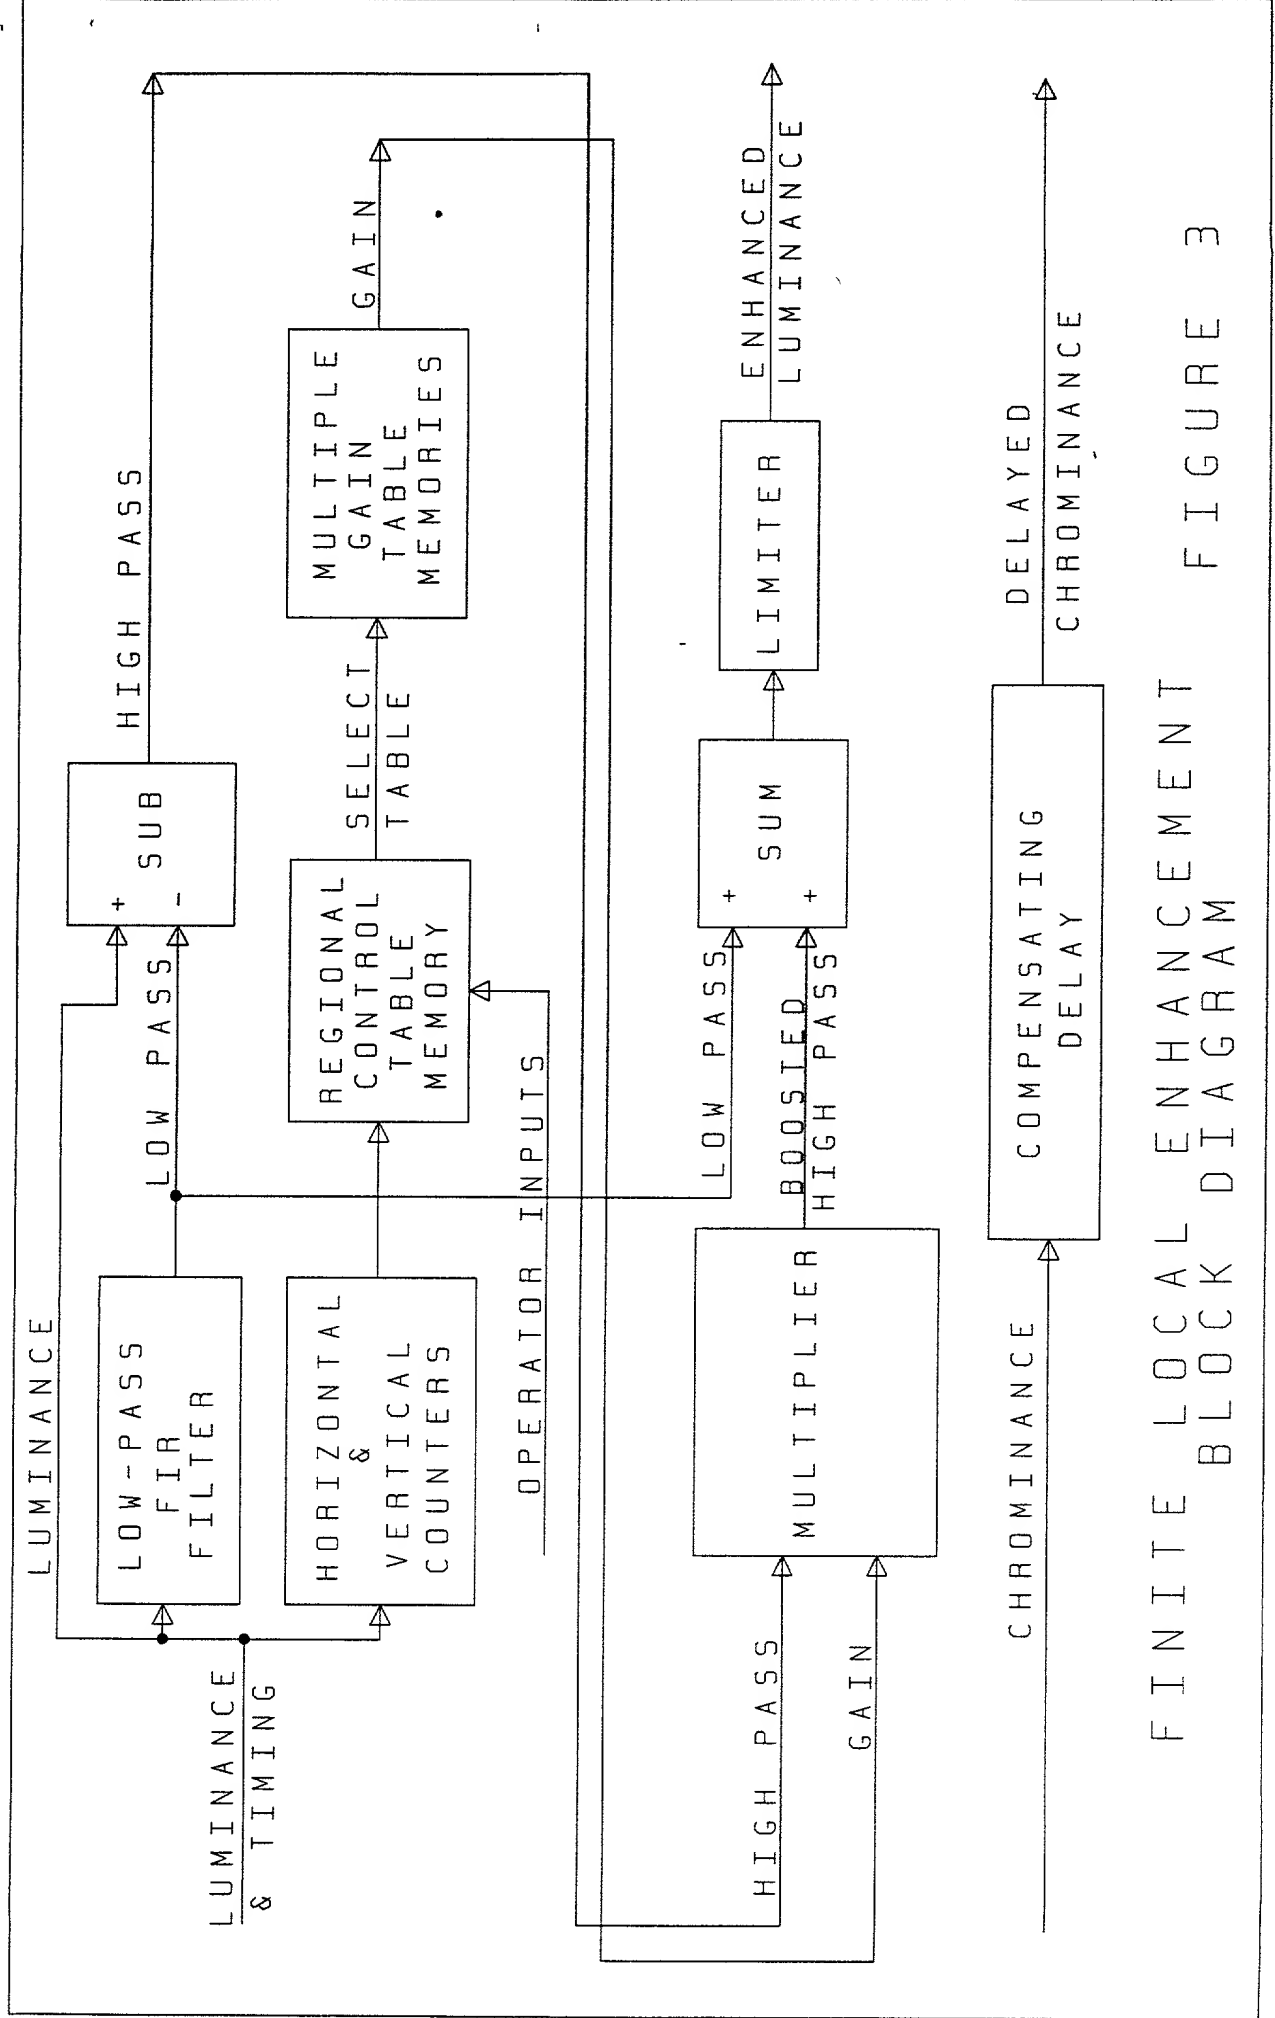 LUMINANCE
HIGH PASS
+
SUB
-
LOW PASS
LOW-PASS
FIR
FILTER
LUMINANCE
& TIMING
HORIZONTAL
&
VERTICAL
COUNTERS
REGIONAL
CONTROL
TABLE
MEMORY
SELECT
TABLE
MULTIPLE
GAIN
TABLE
MEMORIES
GAIN
OPERATOR INPUTS
HIGH PASS
GAIN
MULTIPLIER
LOW PASS
BOOSTED
HIGH PASS
+
SUM
+
LIMITER
ENHANCED
LUMINANCE
CHROMINANCE
COMPENSATING
DELAY
DELAYED
CHROMINANCE
FINITE LOCAL ENHANCEMENT
BLOCK DIAGRAM
FIGURE 3